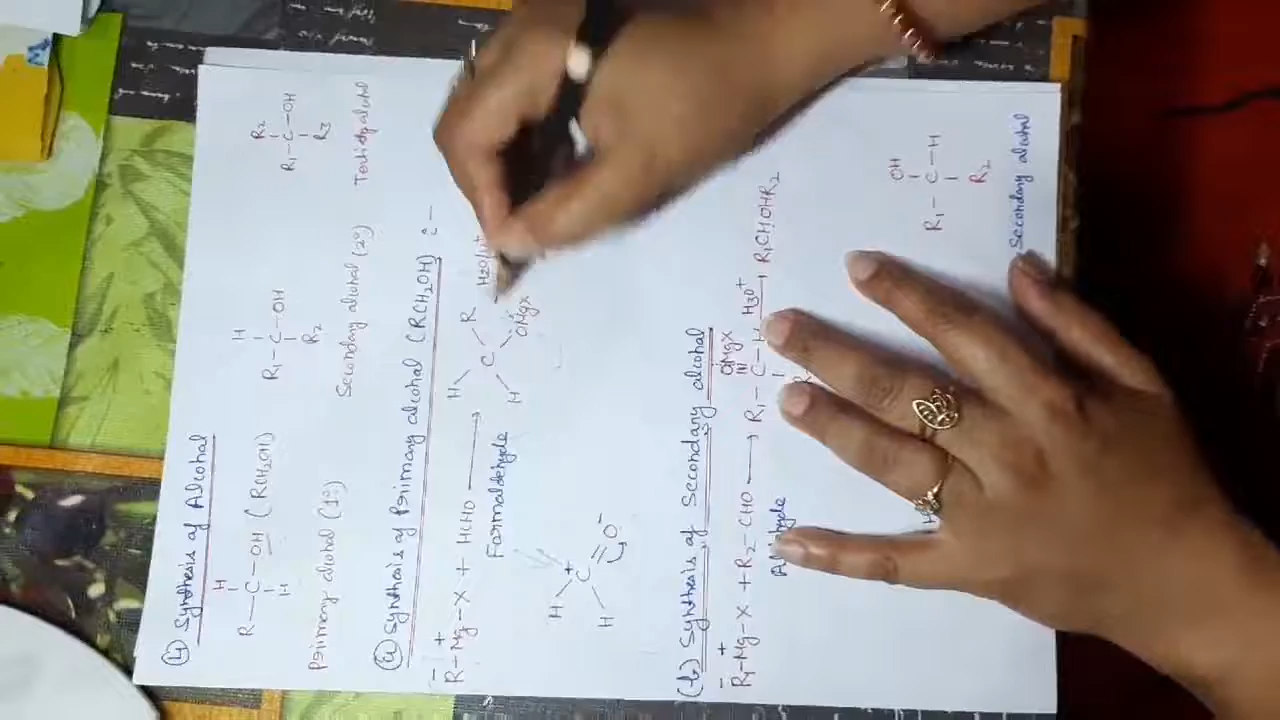 (4) Synthesis of Alcohol
H H
R—C—OH (RCH2OH) R1—C—OH R1—C—OH
H R2 R2 R3
Primary alcohol (1°) Secondary alcohol (2°) Tertiary alcohol
(a) Synthesis of Primary alcohol (RCH2OH) :-
R–Mg–X + HCHO ⟶ H C R H2O/H+
- + H OMgX
Formaldehyde
H + C = O-
H
(b) Synthesis of Secondary alcohol
- + OMgX
R1–Mg–X + R2–CHO ⟶ R1–C–H H3O+ ⟶ R1CHOHR2
OH
R1–C–H
R2
Secondary alcohol